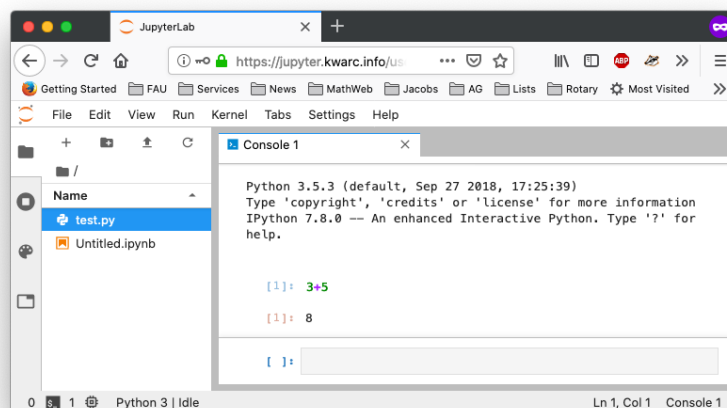 JupyterLab
https://jupyter.kwarc.info/us
ABP
Getting Started FAU Services News MathWeb Jacobs AG Lists Rotary Most Visited
File Edit View Run Kernel Tabs Settings Help
Console 1
/
Name
test.py
Untitled.ipynb
Python 3.5.3 (default, Sep 27 2018, 17:25:39)
Type 'copyright', 'credits' or 'license' for more information
IPython 7.8.0 -- An enhanced Interactive Python. Type '?' for
help.
[1]: 3+5
[1]: 8
[ ]:
0 1 Python 3 | Idle Ln 1, Col 1 Console 1